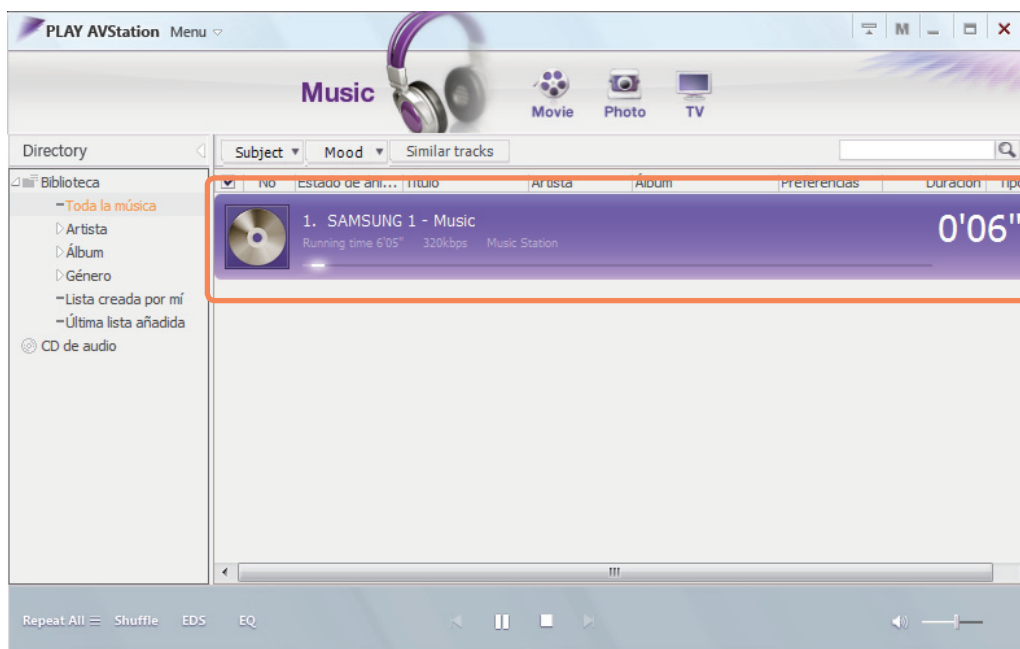 PLAY AVStation Menu
M
Music
Movie Photo TV
Directory
Subject Mood Similar tracks
Biblioteca
Toda la música
Artista
Álbum
Género
Lista creada por mí
Última lista añadida
CD de audio
No Estado de áni... Título Artista Álbum Preferencias Duración Tipo
1. SAMSUNG 1 - Music
0'06"
Running time 6'05" 320kbps Music Station
Repeat All Shuffle EDS EQ